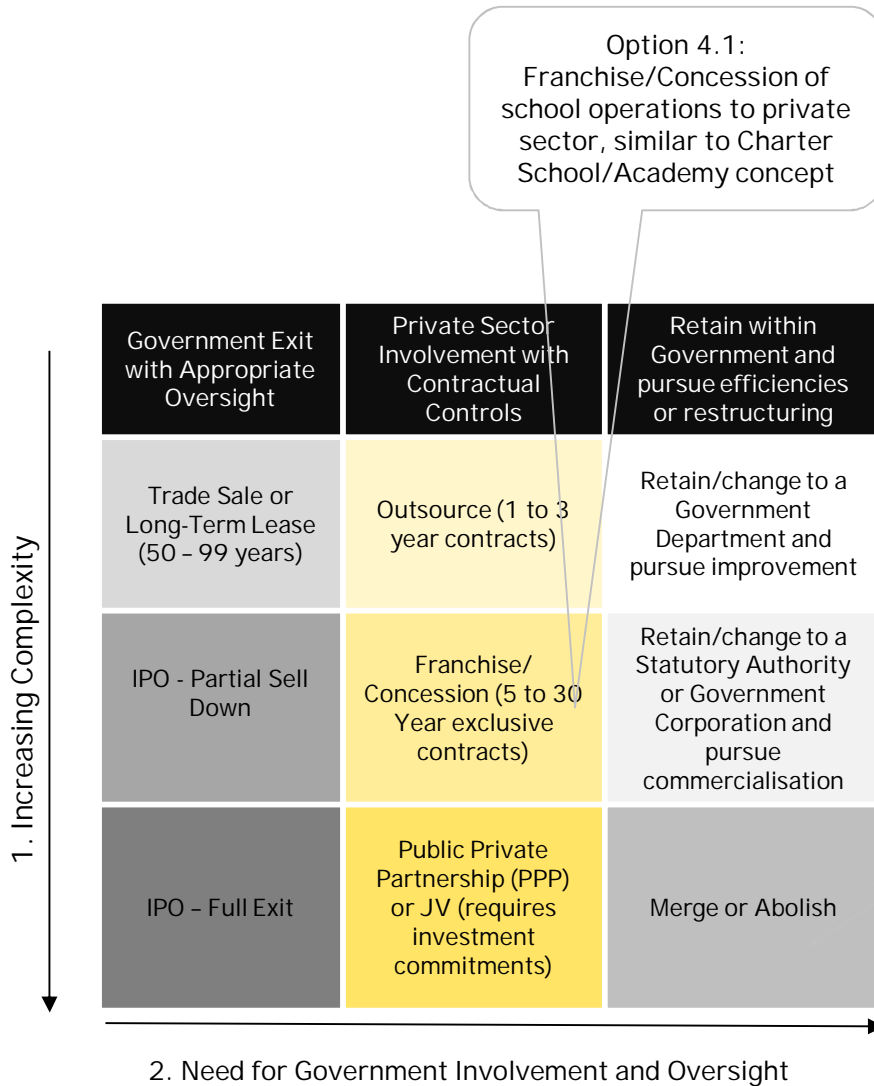 Option 4.1:
Franchise/Concession of
school operations to private
sector, similar to Charter
School/Academy concept
Government Exit
with Appropriate
Oversight
Private Sector
Involvement with
Contractual
Controls
Retain within
Government and
pursue efficiencies
or restructuring
Trade Sale or
Long-Term Lease
(50 – 99 years)
Outsource (1 to 3
year contracts)
Retain/change to a
Government
Department and
pursue improvement
IPO - Partial Sell
Down
Franchise/
Concession (5 to 30
Year exclusive
contracts)
Retain/change to a
Statutory Authority
or Government
Corporation and
pursue
commercialisation
IPO – Full Exit
Public Private
Partnership (PPP)
or JV (requires
investment
commitments)
Merge or Abolish
1. Increasing Complexity
2. Need for Government Involvement and Oversight